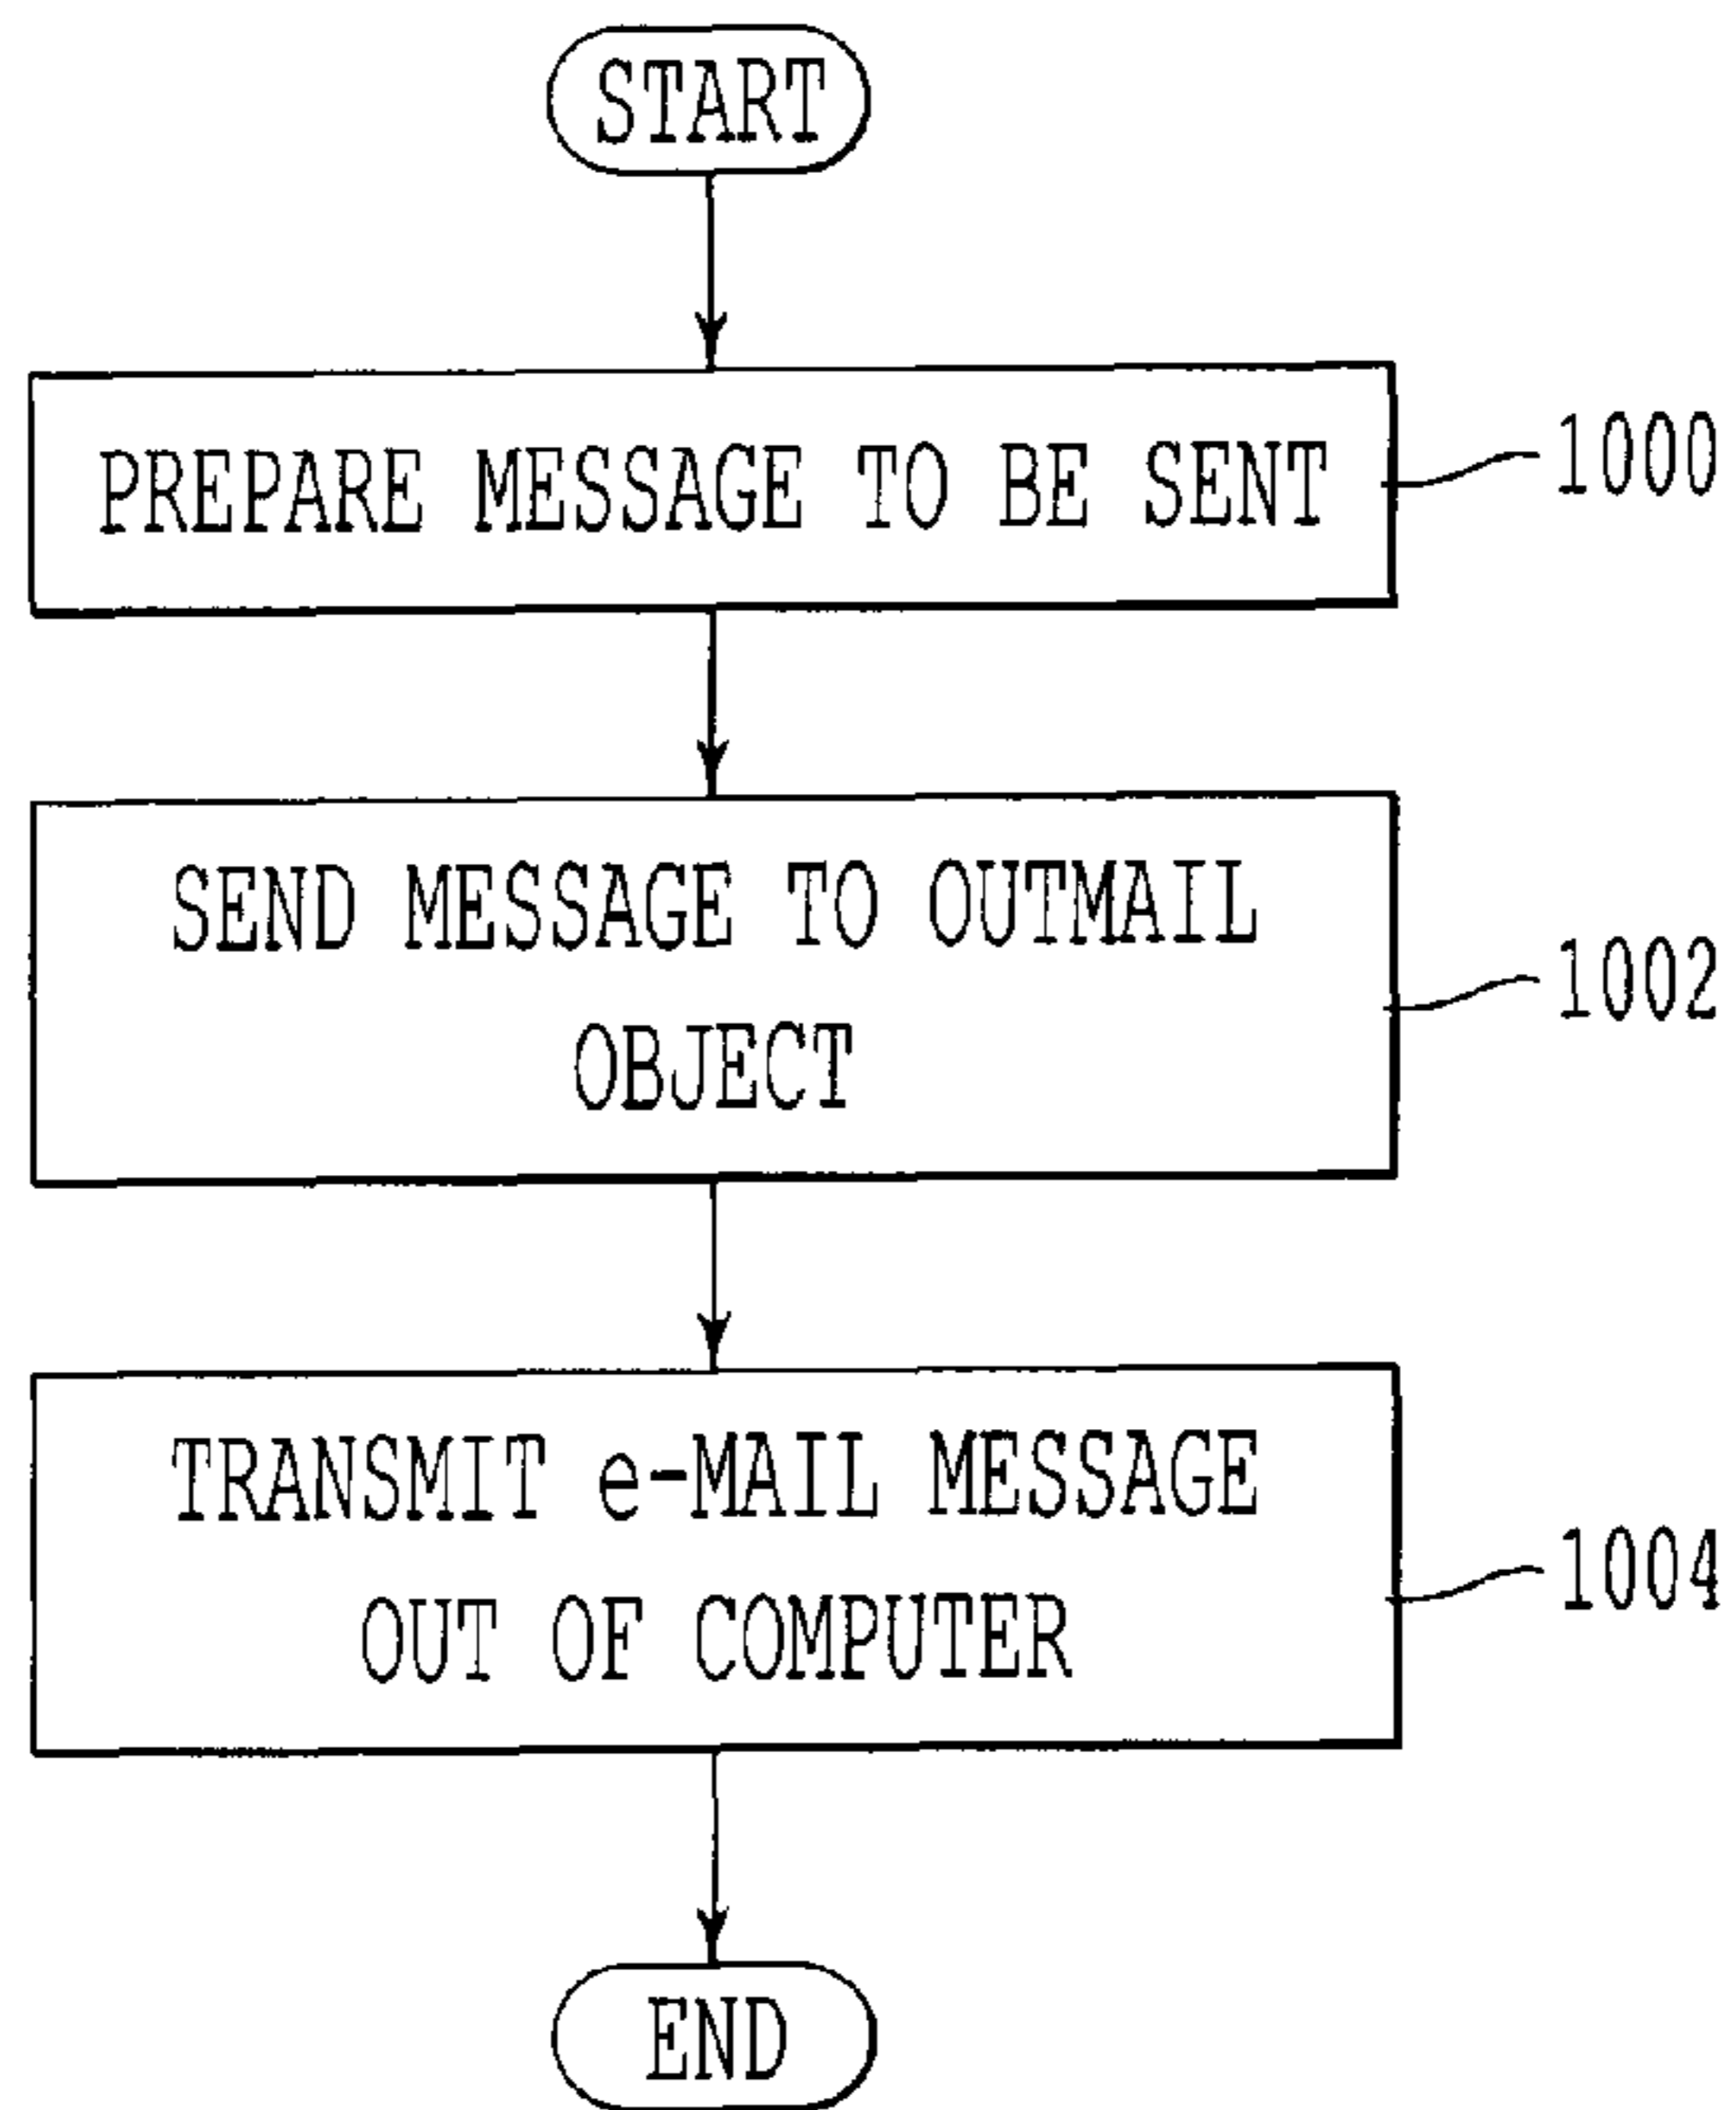 START
PREPARE MESSAGE TO BE SENT
1000
SEND MESSAGE TO OUTMAIL
OBJECT
1002
TRANSMIT e-MAIL MESSAGE
OUT OF COMPUTER
1004
END